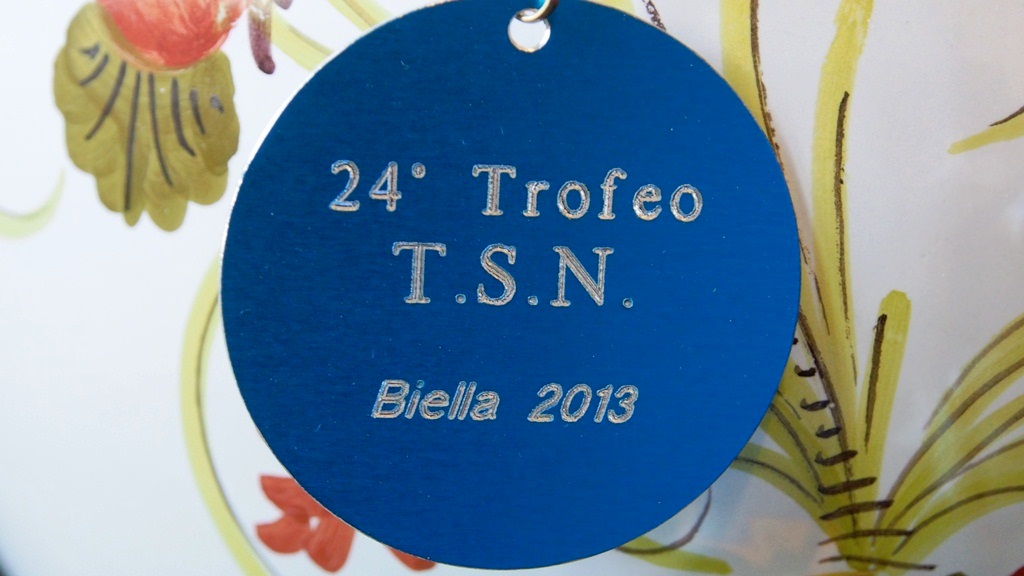 24° Trofeo
T.S.N.
Biella 2013